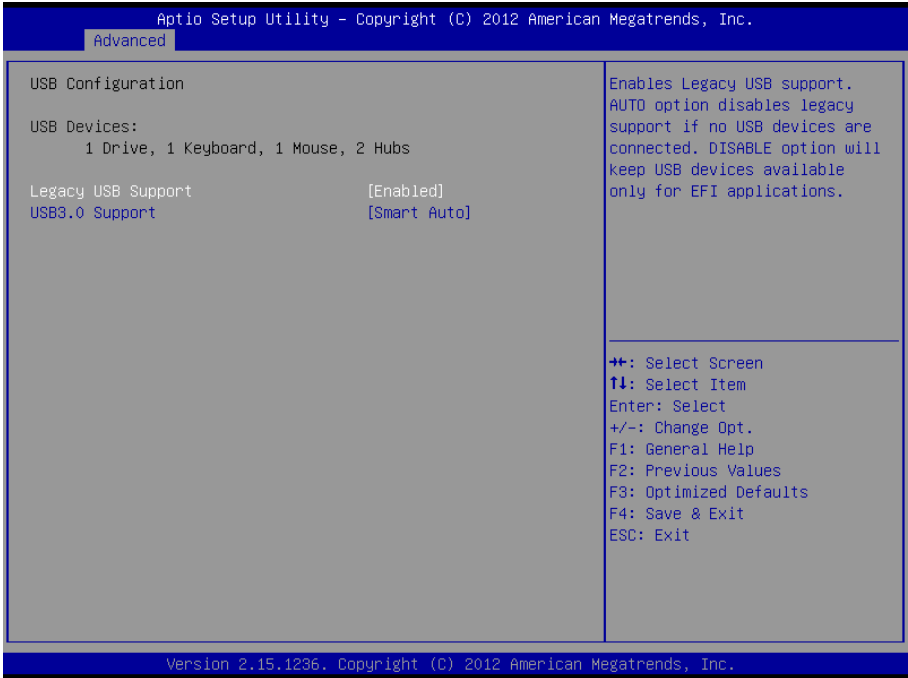 Aptio Setup Utility – Copyright (C) 2012 American Megatrends, Inc.
Advanced
USB Configuration
USB Devices:
1 Drive, 1 Keyboard, 1 Mouse, 2 Hubs
Legacy USB Support [Enabled]
USB3.0 Support [Smart Auto]
Enables Legacy USB support.
AUTO option disables legacy
support if no USB devices are
connected. DISABLE option will
keep USB devices available
only for EFI applications.
→←: Select Screen
↑↓: Select Item
Enter: Select
+/-: Change Opt.
F1: General Help
F2: Previous Values
F3: Optimized Defaults
F4: Save & Exit
ESC: Exit
Version 2.15.1236. Copyright (C) 2012 American Megatrends, Inc.